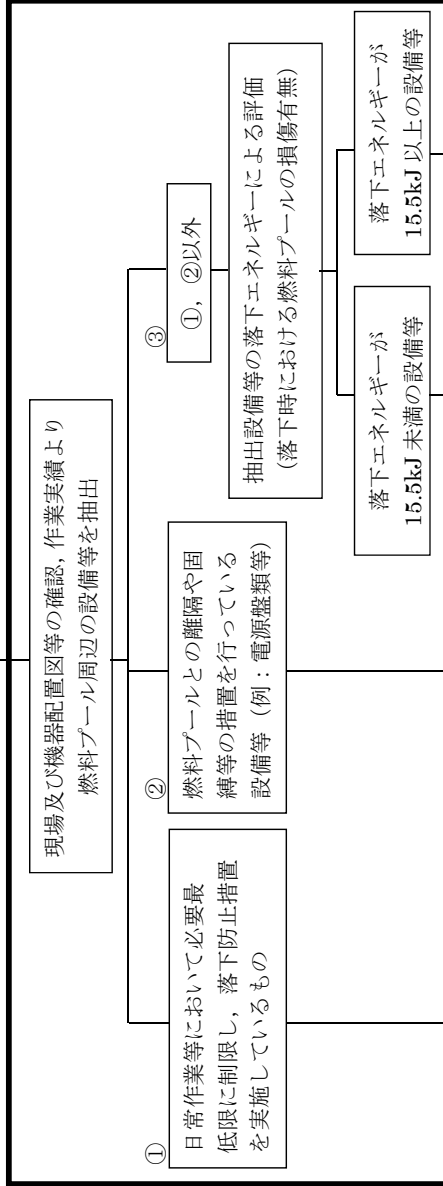 現場及び機器配置図等の確認,作業実績より
燃料プール周辺の設備等を抽出
①
日常作業等において必要最
低限に制限し，落下防止措置
を実施しているもの
②
燃料プールとの離隔や固
縛等の措置を行っている
設備等（例：電源盤類等）
③
①，②以外
抽出設備等の落下エネルギーによる評価
(落下時における燃料プールの損傷有無)
落下エネルギーが
15.5kJ 未満の設備等
落下エネルギーが
15.5kJ 以上の設備等